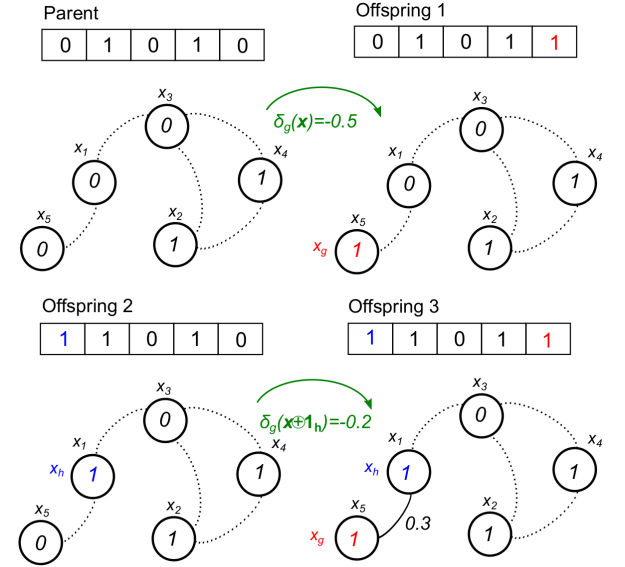 Parent
0 1 0 1 0
Offspring 1
0 1 0 1 1
x3
0
x1
0
x4
1
x5
0
x2
1
δg(x)=-0.5
x3
0
x1
0
x4
1
x5
xg 1
x2
1
Offspring 2
1 1 0 1 0
Offspring 3
1 1 0 1 1
x3
0
x1
xh 1
x4
1
x5
0
x2
1
δg(x⊕1h)=-0.2
x3
0
x1
xh 1
x4
1
x5
xg 1
0.3
x2
1